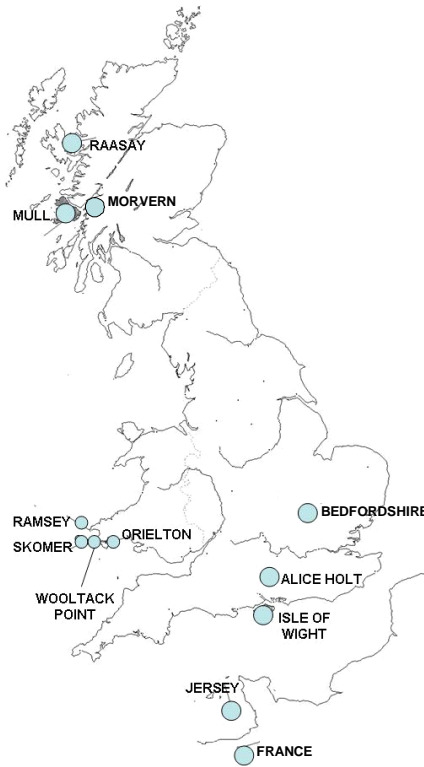 RAASAY
MORVERN
MULL
BEDFORDSHIRE
RAMSEY
ORIELTON
SKOMER
ALICE HOLT
WOOLTACK
POINT
ISLE OF
WIGHT
JERSEY
FRANCE